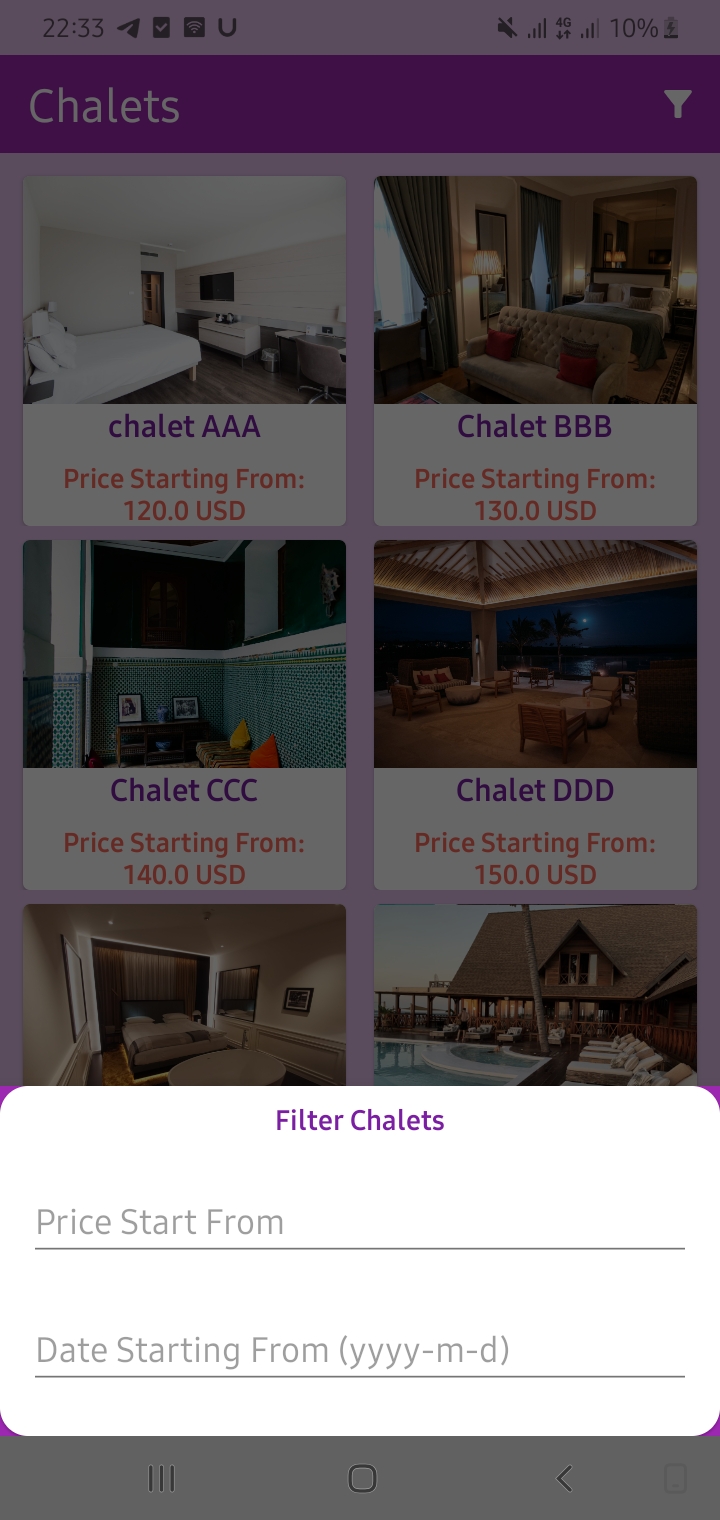 22:33
4G
10%
Chalets
chalet AAA
Chalet BBB
Price Starting From:
120.0 USD
Price Starting From:
130.0 USD
Chalet CCC
Chalet DDD
Price Starting From:
140.0 USD
Price Starting From:
150.0 USD
Filter Chalets
Price Start From
Date Starting From (yyyy-m-d)